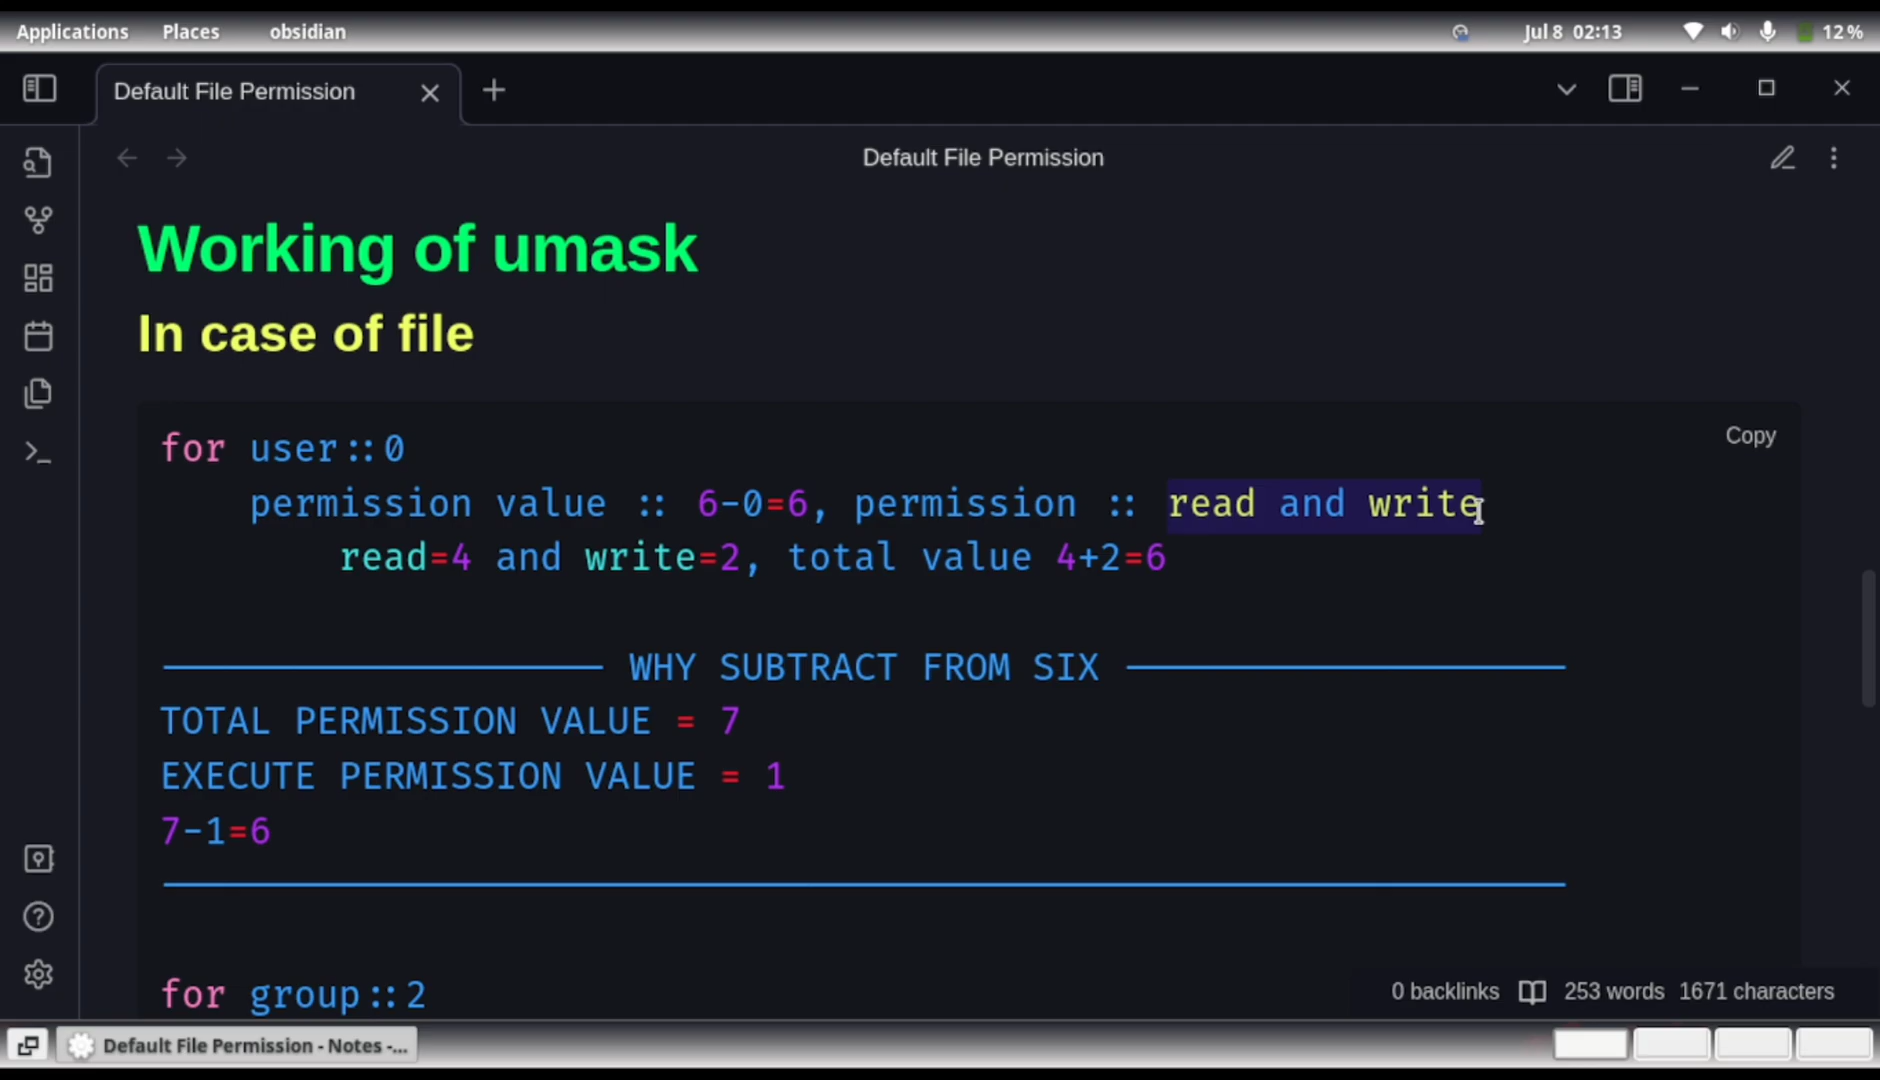 Applications Places obsidian Jul 8 02:13 12%
Default File Permission
Default File Permission
Working of umask
In case of file
Copy
for user::0
permission value :: 6-0=6, permission :: read and write
read=4 and write=2, total value 4+2=6
WHY SUBTRACT FROM SIX
TOTAL PERMISSION VALUE = 7
EXECUTE PERMISSION VALUE = 1
7-1=6
for group::2
0 backlinks 253 words 1671 characters
Default File Permission - Notes -...